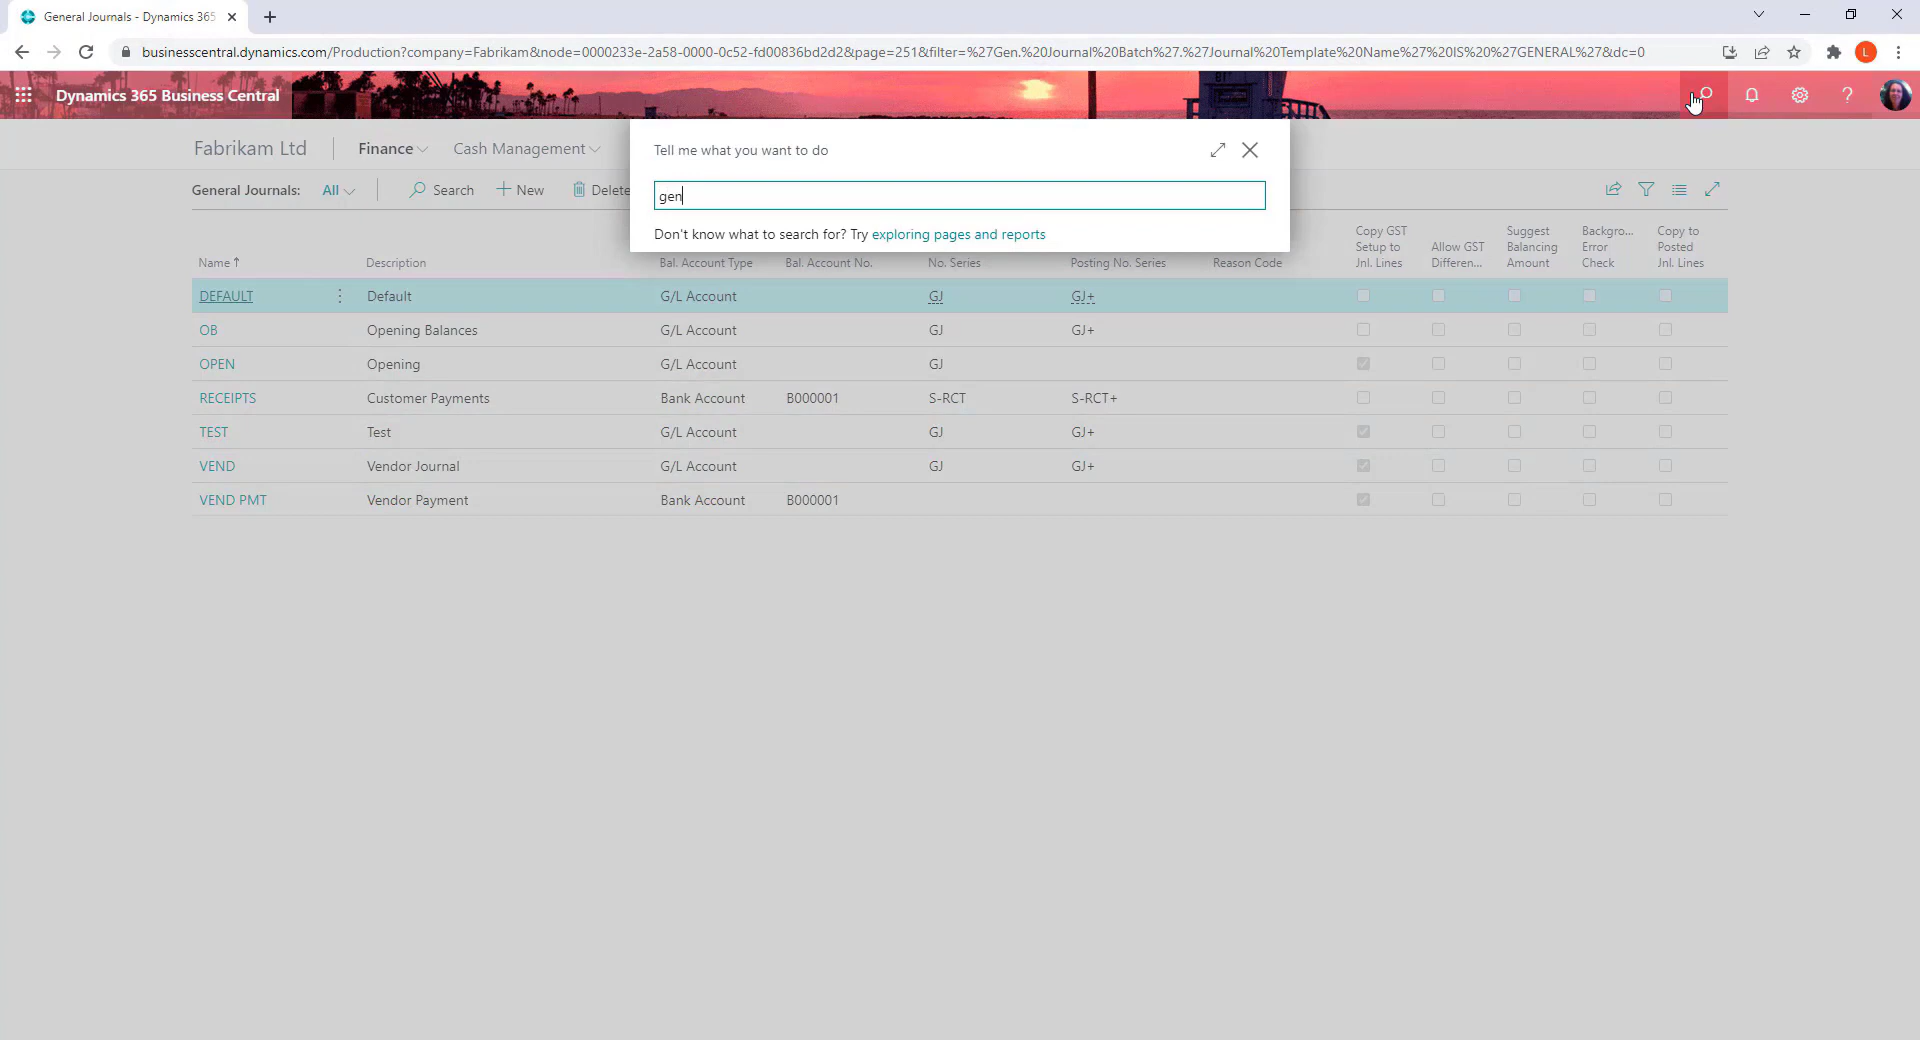 General Journals - Dynamics 365
businesscentral.dynamics.com/Production?company=Fabrikam&node=0000233e-2a58-0000-0c52-fd00836bd2d2&page=251&filter=%27Gen.%20Journal%20Batch%27.%27Journal%20Template%20Name%27%20IS%20%27GENERAL%27&dc=0
L
Dynamics 365 Business Central
?
Fabrikam Ltd
Finance
Cash Management
Tell me what you want to do
General Journals:
All
Search
New
Delete
gen
Don't know what to search for? Try exploring pages and reports
Name
Description
Bal. Account Type
Bal. Account No.
No. Series
Posting No. Series
Reason Code
Copy GST
Setup to
Jnl. Lines
Allow GST
Differen...
Suggest
Balancing
Amount
Backgro...
Error
Check
Copy to
Posted
Jnl. Lines
DEFAULT Default G/L Account GJ GJ+
OB Opening Balances G/L Account GJ GJ+
OPEN Opening G/L Account GJ
RECEIPTS Customer Payments Bank Account B000001 S-RCT S-RCT+
TEST Test G/L Account GJ GJ+
VEND Vendor Journal G/L Account GJ GJ+
VEND PMT Vendor Payment Bank Account B000001